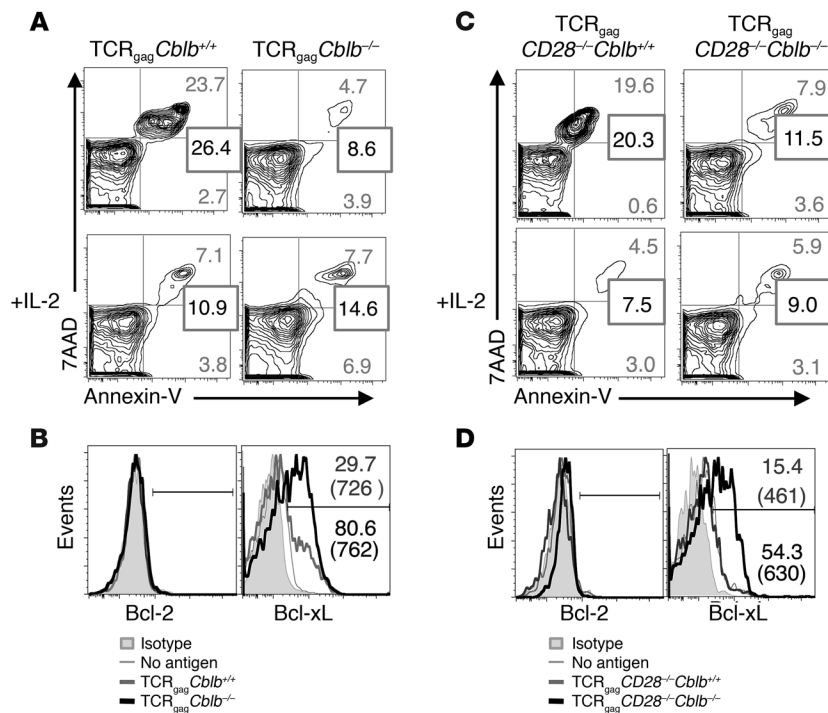 A
TCRgagCblb+/+
TCRgagCblb–/–
23.7
26.4
2.7
4.7
8.6
3.9
+IL-2
7.1
10.9
3.8
7.7
14.6
6.9
7AAD
Annexin-V
B
Events
29.7
(726 )
80.6
(762)
Bcl-2
Bcl-xL
Isotype
No antigen
TCRgagCblb+/+
TCRgagCblb–/–
C
TCRgag
CD28–/–Cblb+/+
TCRgag
CD28–/–Cblb–/–
19.6
20.3
0.6
7.9
11.5
3.6
+IL-2
4.5
7.5
3.0
5.9
9.0
3.1
7AAD
Annexin-V
D
Events
15.4
(461)
54.3
(630)
Bcl-2
Bcl-xL
Isotype
No antigen
TCRgagCD28–/–Cblb+/+
TCRgagCD28–/–Cblb–/–